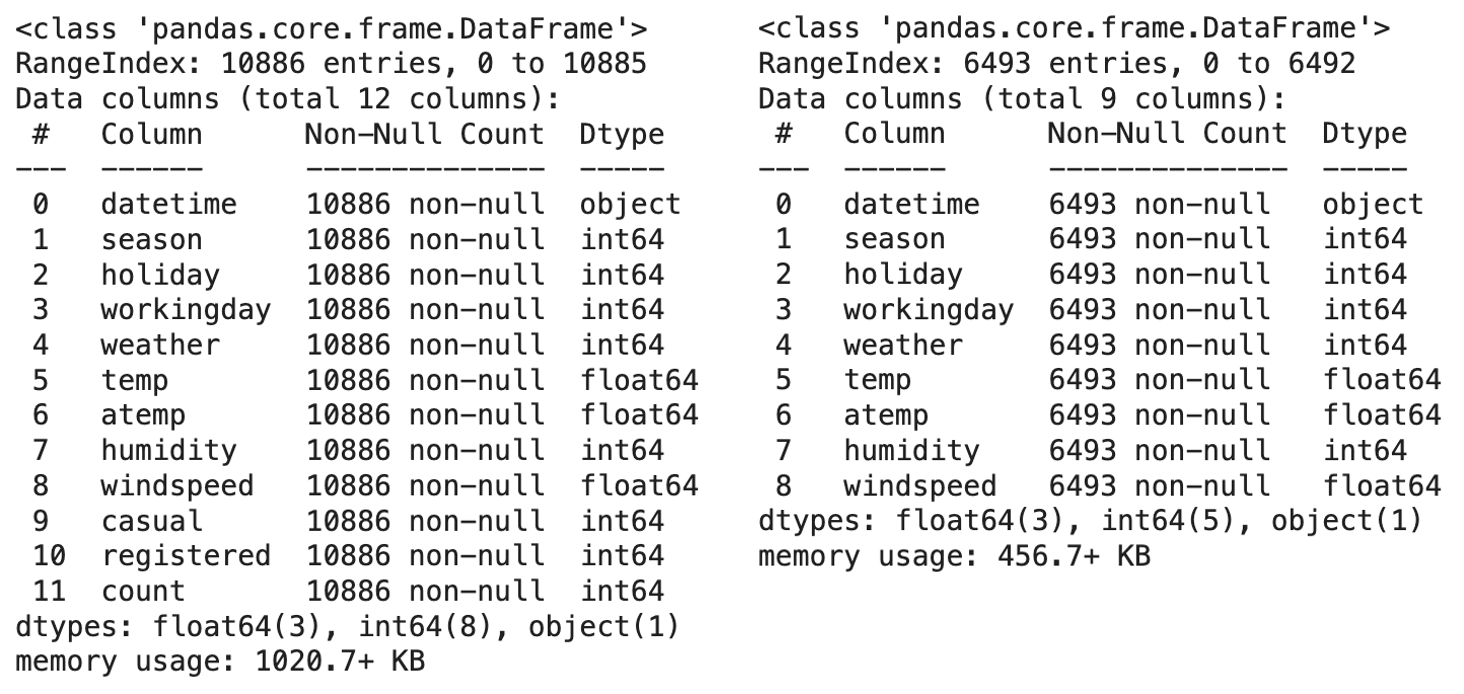 <class 'pandas.core.frame.DataFrame'>
RangeIndex: 10886 entries, 0 to 10885
Data columns (total 12 columns):
 #   Column      Non-Null Count  Dtype
---  ------      --------------  -----
 0   datetime    10886 non-null  object
 1   season      10886 non-null  int64
 2   holiday     10886 non-null  int64
 3   workingday  10886 non-null  int64
 4   weather     10886 non-null  int64
 5   temp        10886 non-null  float64
 6   atemp       10886 non-null  float64
 7   humidity    10886 non-null  int64
 8   windspeed   10886 non-null  float64
 9   casual      10886 non-null  int64
 10  registered  10886 non-null  int64
 11  count       10886 non-null  int64
dtypes: float64(3), int64(8), object(1)
memory usage: 1020.7+ KB
<class 'pandas.core.frame.DataFrame'>
RangeIndex: 6493 entries, 0 to 6492
Data columns (total 9 columns):
 #   Column      Non-Null Count  Dtype
---  ------      --------------  -----
 0   datetime    6493 non-null   object
 1   season      6493 non-null   int64
 2   holiday     6493 non-null   int64
 3   workingday  6493 non-null   int64
 4   weather     6493 non-null   int64
 5   temp        6493 non-null   float64
 6   atemp       6493 non-null   float64
 7   humidity    6493 non-null   int64
 8   windspeed   6493 non-null   float64
dtypes: float64(3), int64(5), object(1)
memory usage: 456.7+ KB